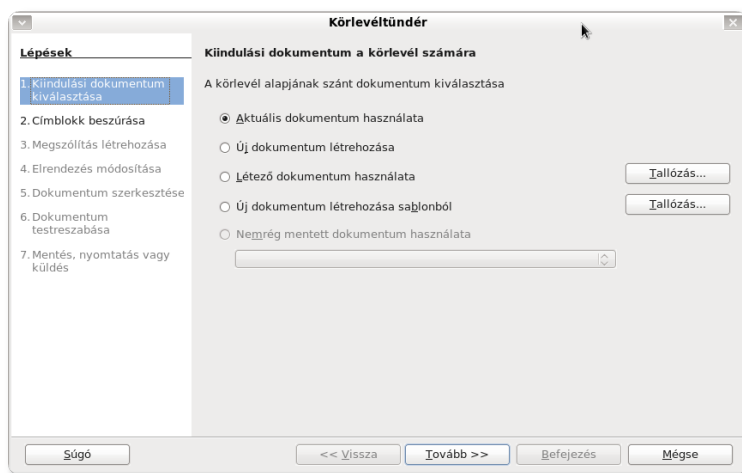 Körlevéltündér
Lépések
1. Kiindulási dokumentum
kiválasztása
2. Címblokk beszúrása
3. Megszólítás létrehozása
4. Elrendezés módosítása
5. Dokumentum szerkesztése
6. Dokumentum
testreszabása
7. Mentés, nyomtatás vagy
küldés
Kiindulási dokumentum a körlevél számára
A körlevél alapjának szánt dokumentum kiválasztása
Aktuális dokumentum használata
Új dokumentum létrehozása
Létező dokumentum használata
Tallózás...
Új dokumentum létrehozása sablonból
Tallózás...
Nemrég mentett dokumentum használata
Súgó
<< Vissza
Tovább >>
Befejezés
Mégse